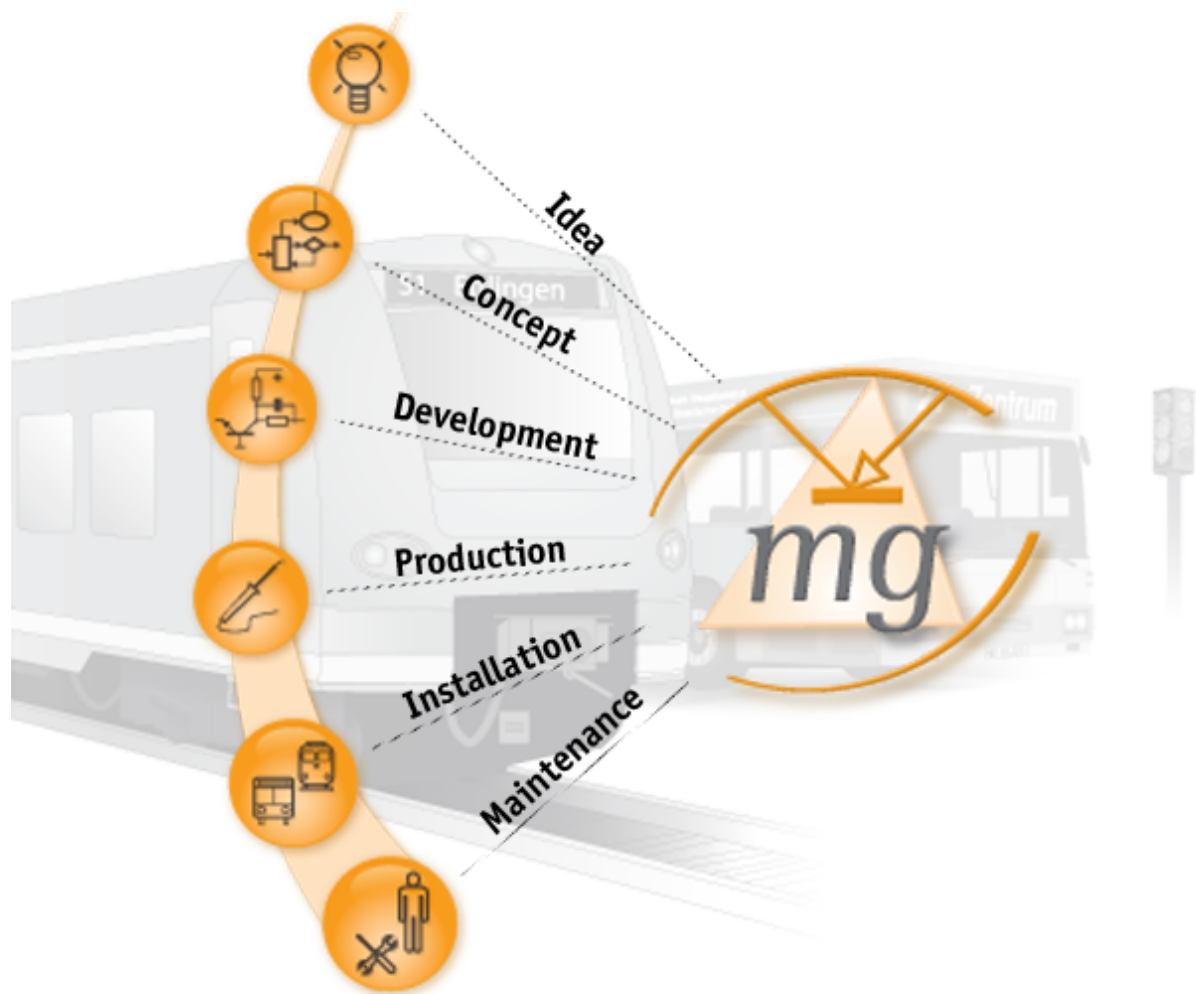 Idea
S1
Concept
Development
Zentrum
mg
Production
Installation
Maintenance